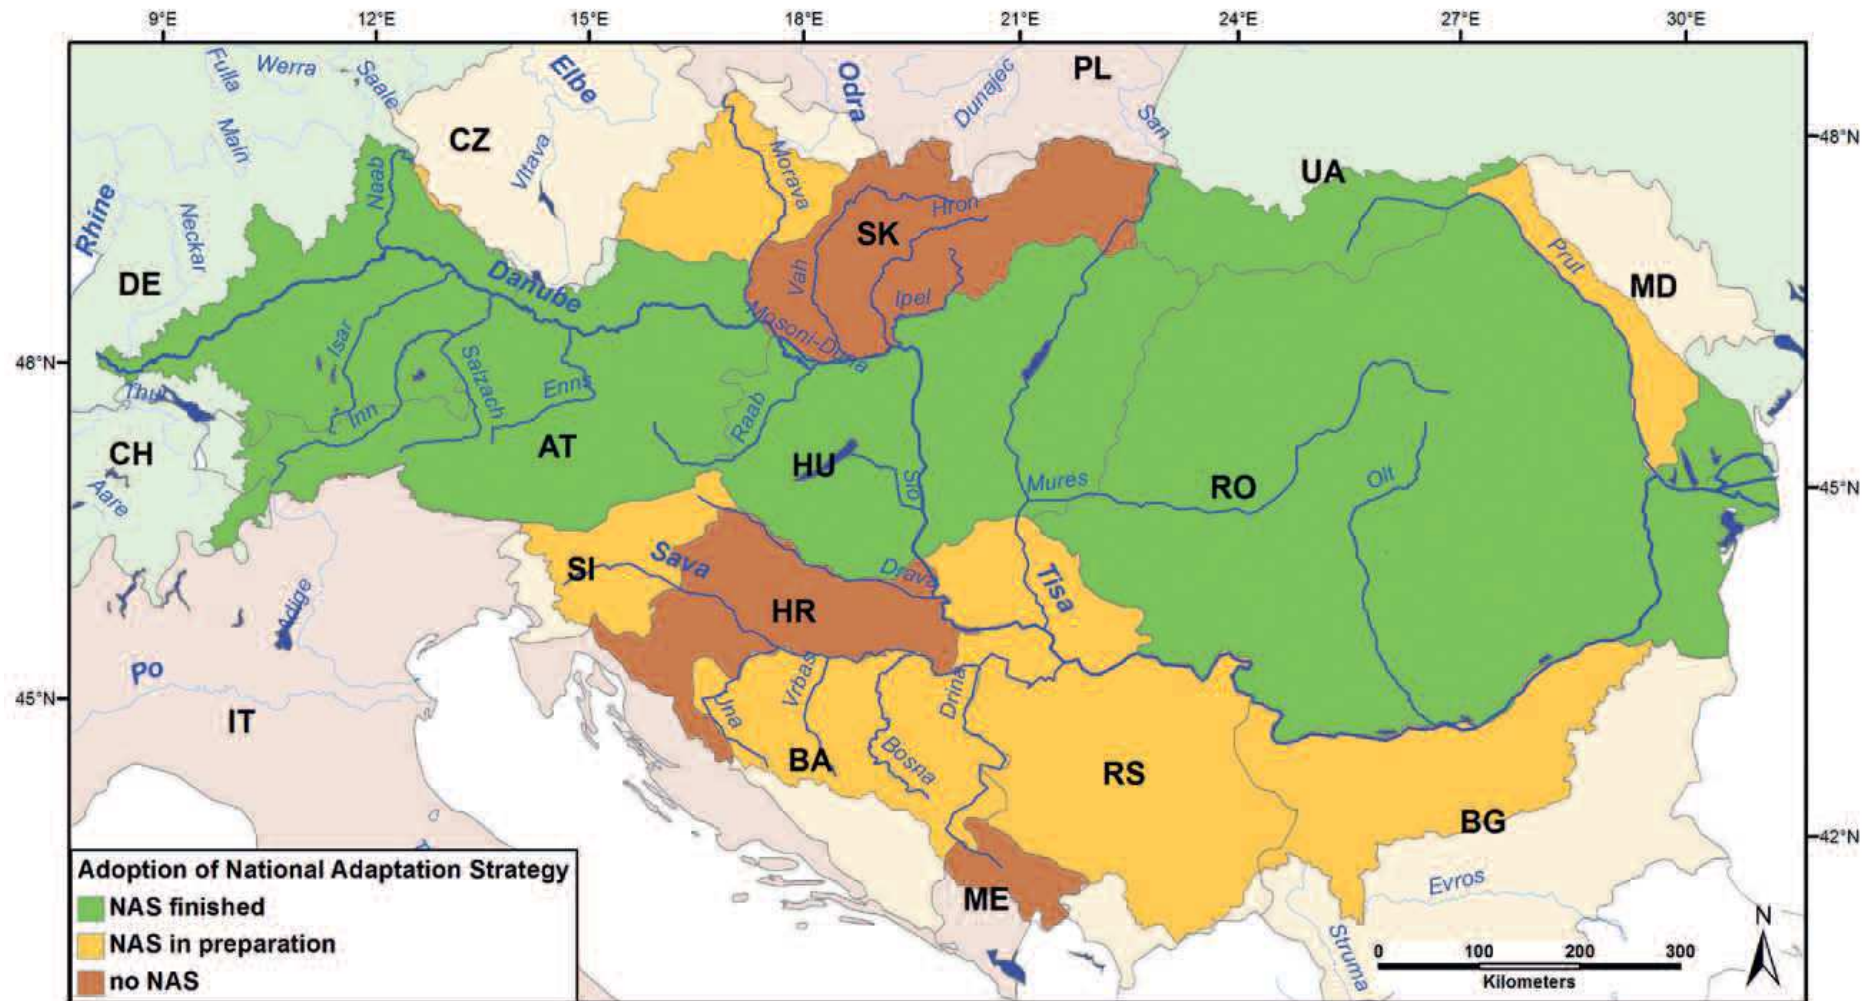 9°E 12°E 15°E 18°E 21°E 24°E 27°E 30°E
Fulla
Werra
Saale
Elbe
Odra
Dunajec
PL
San
Main
CZ
Vltava
Morava
48°N
UA
Naab
Rhine
Neckar
Hron
SK
DE
Danube
Vah
Ipel
Prut
MD
Mosoni-Duna
Isar
48°N
Thur
Inn
Salzach
Enns
Raab
AT
CH
Aare
HU
Sio
Mures
RO
Olt
45°N
SI
Sava
Drava
Tisa
HR
Adige
Po
45°N
IT
Una
Vrbas
Bosna
Drina
BA
RS
BG
42°N
ME
Evros
Struma
Adoption of National Adaptation Strategy
NAS finished
NAS in preparation
no NAS
N
0 100 200 300
Kilometers